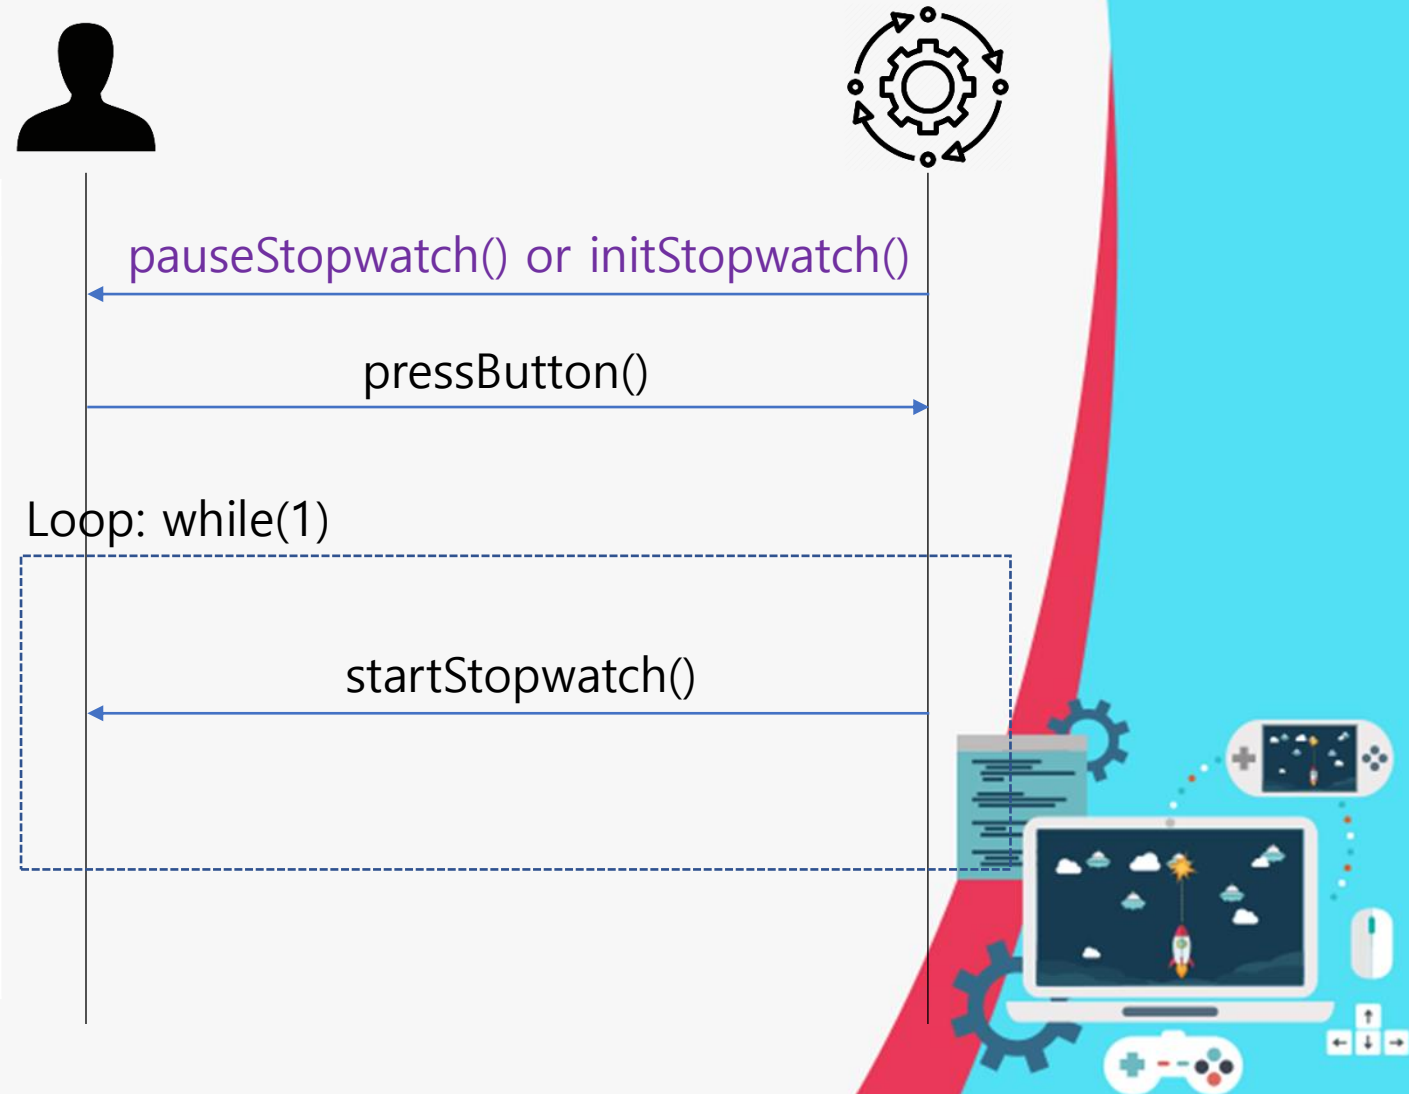 pauseStopwatch() or initStopwatch()
pressButton()
Loop: while(1)
startStopwatch()